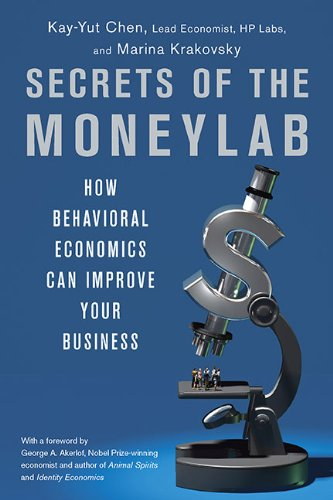 Kay-Yut Chen, Lead Economist, HP Labs,
and Marina Krakovsky
SECRETS OF THE
MONEYLAB
HOW
BEHAVIORAL
ECONOMICS
CAN IMPROVE
YOUR
BUSINESS
$
With a foreword by
George A. Akerlof, Nobel Prize-winning
economist and author of Animal Spirits
and Identity Economics